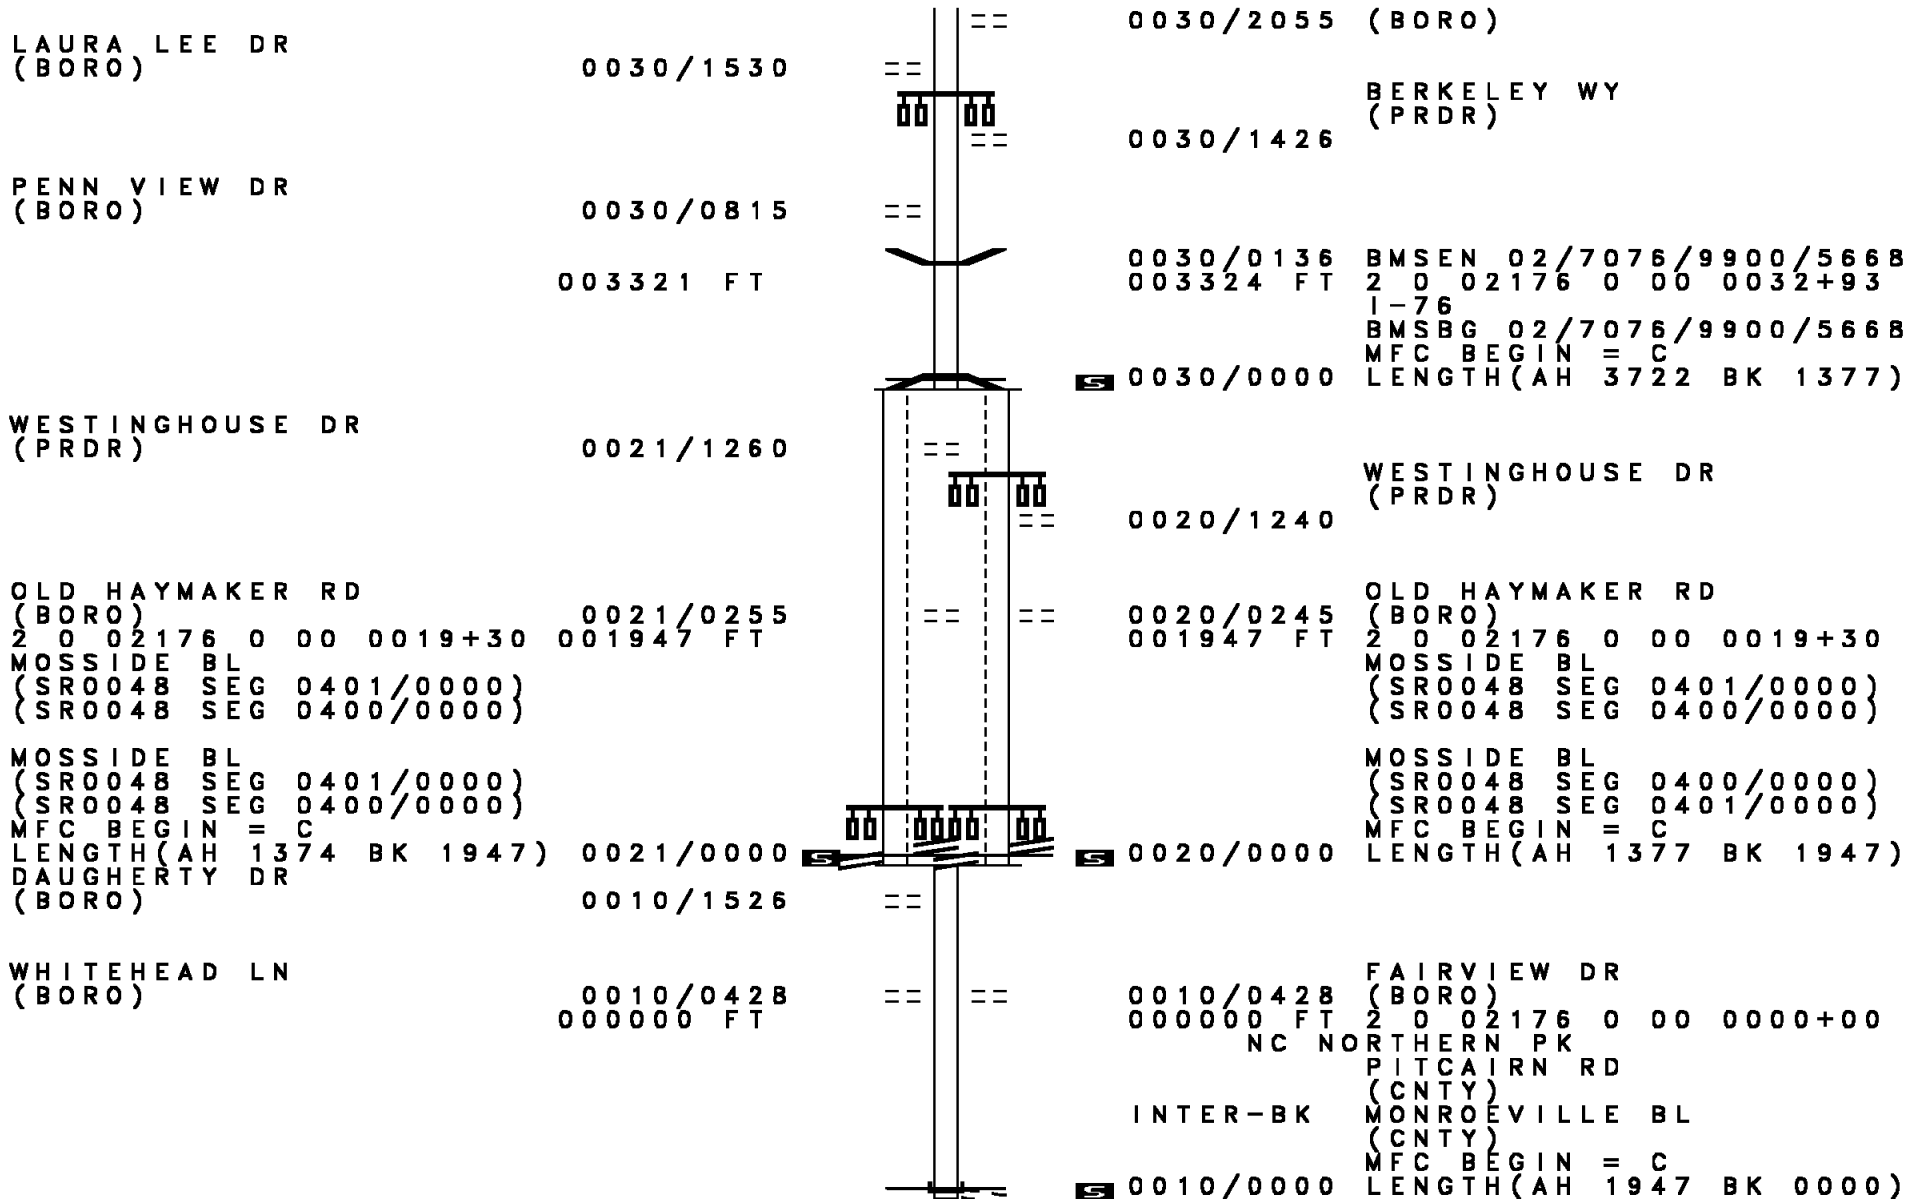 0030/2055 (BORO)
LAURA LEE DR
(BORO) 0030/1530
BERKELEY WY
(PRDR)
0030/1426
PENN VIEW DR
(BORO) 0030/0815
0030/0136 BMSEN 02/7076/9900/5668
003321 FT 003324 FT 2 0 02176 0 00 0032+93
I-76
BMSBG 02/7076/9900/5668
MFC BEGIN = C
S 0030/0000 LENGTH(AH 3722 BK 1377)
WESTINGHOUSE DR
(PRDR) 0021/1260
WESTINGHOUSE DR
(PRDR)
0020/1240
OLD HAYMAKER RD OLD HAYMAKER RD
(BORO) 0021/0255 0020/0245 (BORO)
2 0 02176 0 00 0019+30 001947 FT 001947 FT 2 0 02176 0 00 0019+30
MOSSIDE BL MOSSIDE BL
(SR0048 SEG 0401/0000) (SR0048 SEG 0401/0000)
(SR0048 SEG 0400/0000) (SR0048 SEG 0400/0000)
MOSSIDE BL MOSSIDE BL
(SR0048 SEG 0401/0000) (SR0048 SEG 0400/0000)
(SR0048 SEG 0400/0000) (SR0048 SEG 0401/0000)
MFC BEGIN = C MFC BEGIN = C
LENGTH(AH 1374 BK 1947) 0021/0000 S S 0020/0000 LENGTH(AH 1377 BK 1947)
DAUGHERTY DR
(BORO) 0010/1526
WHITEHEAD LN FAIRVIEW DR
(BORO) 0010/0428 0010/0428 (BORO)
000000 FT 000000 FT 2 0 02176 0 00 0000+00
NC NORTHERN PK
PITCAIRN RD
(CNTY)
INTER-BK MONROEVILLE BL
(CNTY)
MFC BEGIN = C
S 0010/0000 LENGTH(AH 1947 BK 0000)